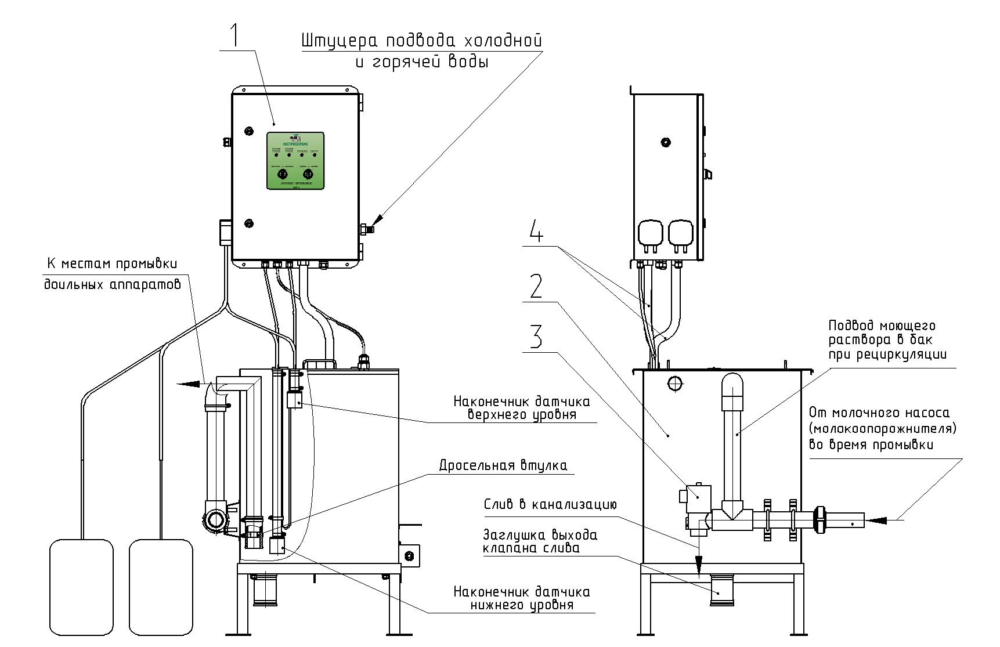 1
Штуцера подвода холодной
и горячей воды
К местам промывки
доильных аппаратов
4
2
3
Подвод моющего
раствора в бак
при рециркуляции
Наконечник датчика
верхнего уровня
От молочного насоса
(молокоопорожнителя)
во время промывки
Дросельная втулка
Слив в канализацию
Заглушка выхода
клапана слива
Наконечник датчика
нижнего уровня